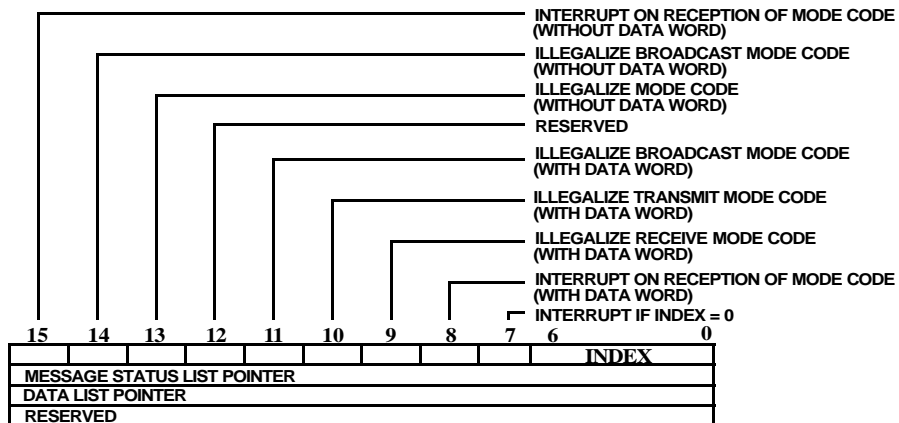 INTERRUPT ON RECEPTION OF MODE CODE
(WITHOUT DATA WORD)
ILLEGALIZE BROADCAST MODE CODE
(WITHOUT DATA WORD)
ILLEGALIZE MODE CODE
(WITHOUT DATA WORD)
RESERVED
ILLEGALIZE BROADCAST MODE CODE
(WITH DATA WORD)
ILLEGALIZE TRANSMIT MODE CODE
(WITH DATA WORD)
ILLEGALIZE RECEIVE MODE CODE
(WITH DATA WORD)
INTERRUPT ON RECEPTION OF MODE CODE
(WITH DATA WORD)
INTERRUPT IF INDEX = 0
15 14 13 12 11 10 9 8 7 6 0
INDEX
MESSAGE STATUS LIST POINTER
DATA LIST POINTER
RESERVED